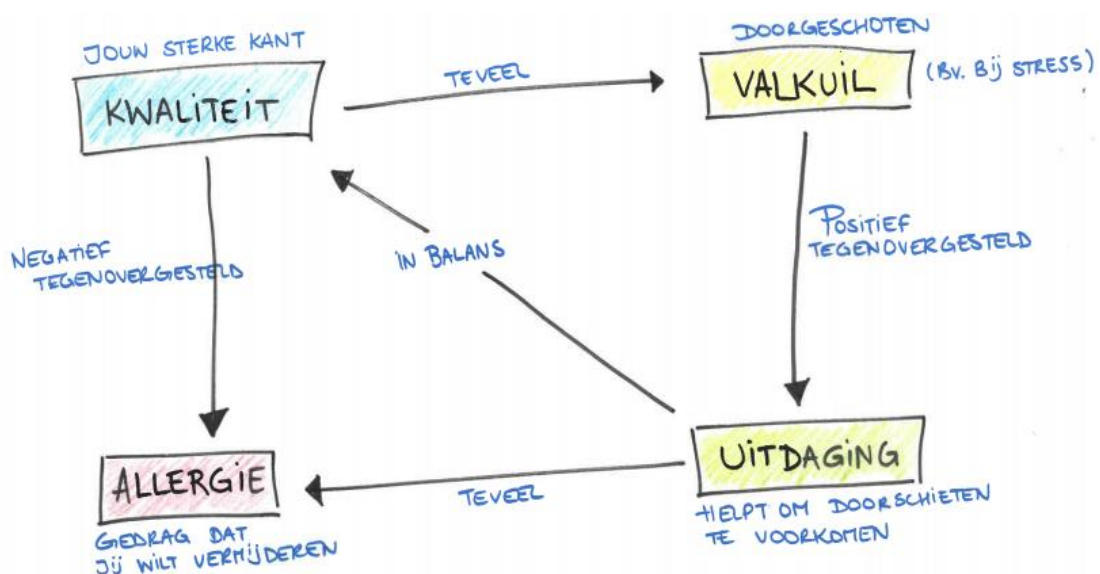 JOUW STERKE KANT
KWALITEIT
TEVEEL
DOORGESCHOTEN
VALKUIL
(BV. BIJ STRESS)
NEGATIEF
TEGENOVERGESTELD
IN BALANS
POSITIEF
TEGENOVERGESTELD
ALLERGIE
GEDRAG DAT
JIJ WILT VERMIJDEREN
TEVEEL
UITDAGING
HELPT OM DOORSCHIETEN
TE VOORKOMEN